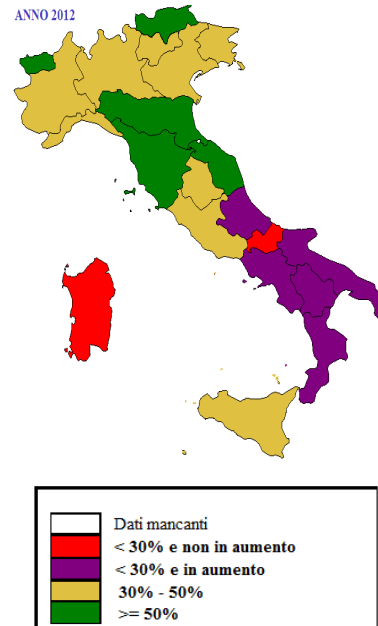 ANNO 2012
Dati mancanti
< 30% e non in aumento
< 30% e in aumento
30% - 50%
>= 50%